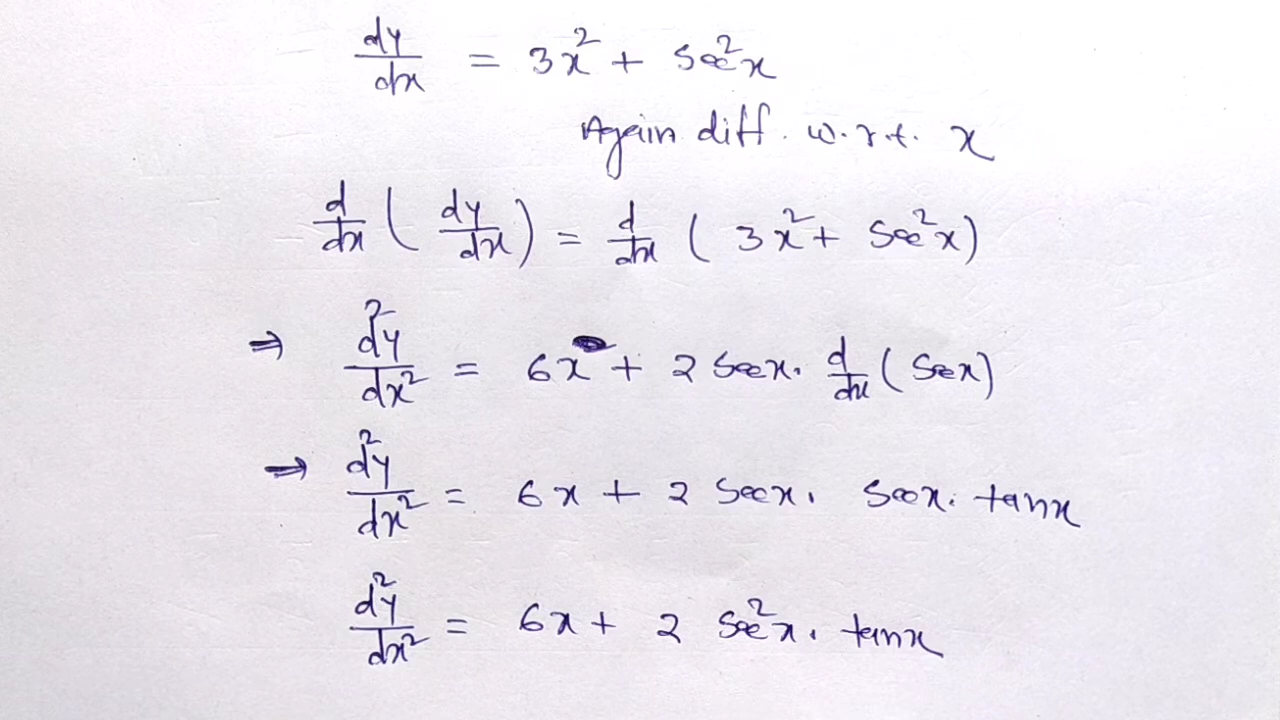 dy/dx = 3x² + Sec²x
Again diff. w.r.t. x
d/dx ( dy/dx ) = d/dx ( 3x² + Sec²x)
⇒ d²y/dx² = 6x + 2 Secx. d/dx (Secx)
⇒ d²y/dx² = 6x + 2 Secx. Secx. tanx
d²y/dx² = 6x + 2 Sec²x. tanx